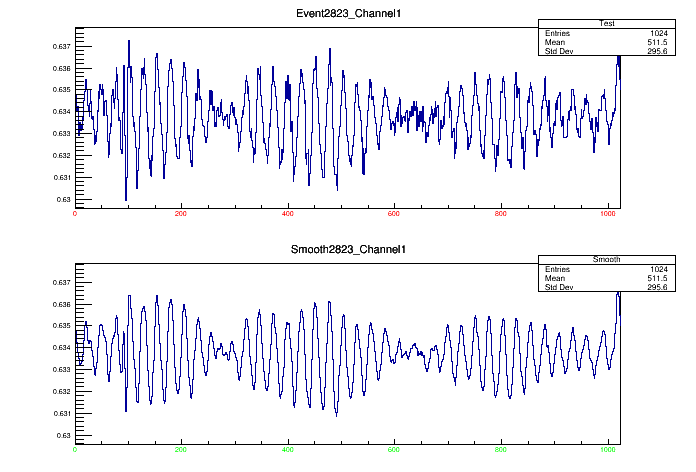 Event2823_Channel1
Test
Entries 1024
Mean 511.5
Std Dev 295.6
0.637
0.636
0.635
0.634
0.633
0.632
0.631
0.63
0 200 400 600 800 1000
Smooth2823_Channel1
Smooth
Entries 1024
Mean 511.5
Std Dev 295.6
0.637
0.636
0.635
0.634
0.633
0.632
0.631
0.63
0 200 400 600 800 1000